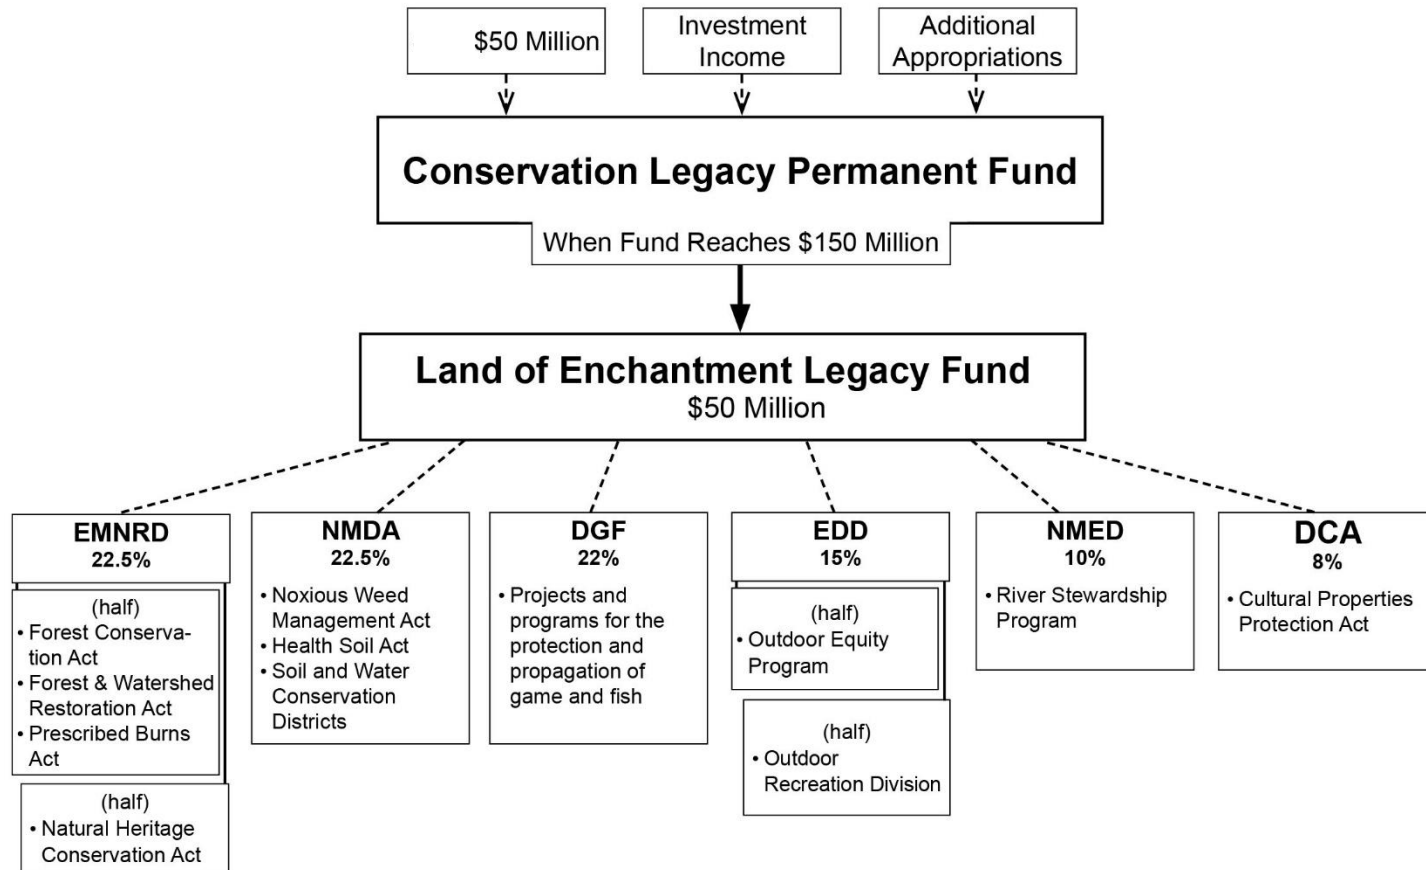 $50 Million
Investment
Income
Additional
Appropriations
Conservation Legacy Permanent Fund
When Fund Reaches $150 Million
Land of Enchantment Legacy Fund
$50 Million
EMNRD
22.5%
(half)
• Forest Conserva-
tion Act
• Forest & Watershed
Restoration Act
• Prescribed Burns
Act
(half)
• Natural Heritage
Conservation Act
NMDA
22.5%
• Noxious Weed
Management Act
• Health Soil Act
• Soil and Water
Conservation
Districts
DGF
22%
• Projects and
programs for the
protection and
propagation of
game and fish
EDD
15%
(half)
• Outdoor Equity
Program
(half)
• Outdoor
Recreation Division
NMED
10%
• River Stewardship
Program
DCA
8%
• Cultural Properties
Protection Act